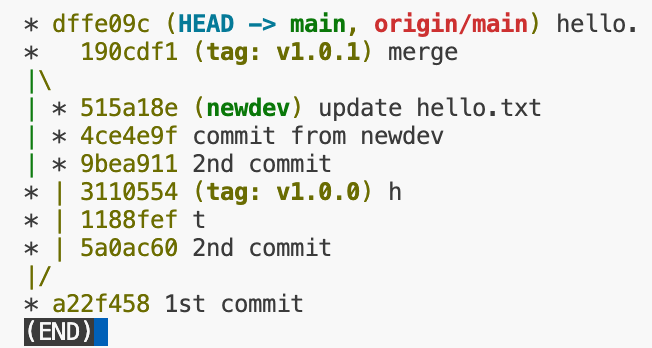 * dffe09c (HEAD -> main, origin/main) hello.
*   190cdf1 (tag: v1.0.1) merge
|\
| * 515a18e (newdev) update hello.txt
| * 4ce4e9f commit from newdev
| * 9bea911 2nd commit
* | 3110554 (tag: v1.0.0) h
* | 1188fef t
* | 5a0ac60 2nd commit
|/
* a22f458 1st commit
(END)